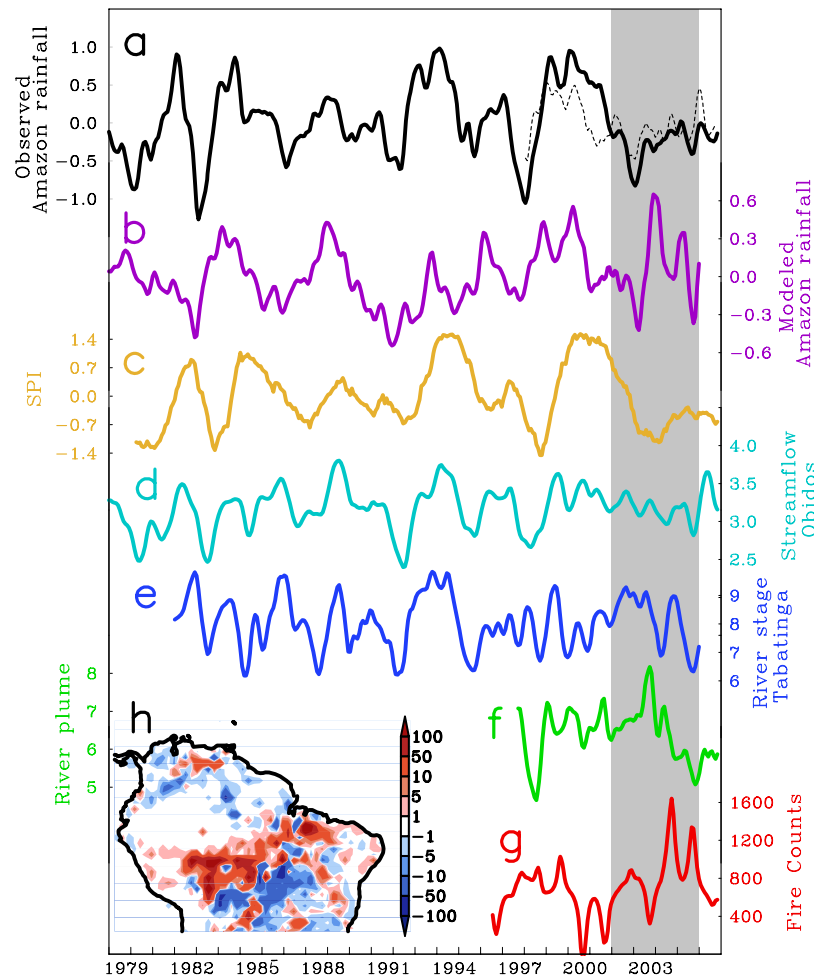 a
Observed
Amazon rainfall
1.0
0.5
0.0
−0.5
−1.0
b
0.6
0.3
0.0
−0.3
−0.6
Modeled
Amazon rainfall
c
SPI
1.4
0.7
0.0
−0.7
−1.4
d
4.0
3.5
3.0
2.5
Streamflow
Obidos
e
9
8
7
6
River stage
Tabatinga
River plume
8
7
6
5
f
h
100
50
10
5
1
−1
−5
−10
−50
−100
g
1600
1200
800
400
Fire Counts
1979 1982 1985 1988 1991 1994 1997 2000 2003